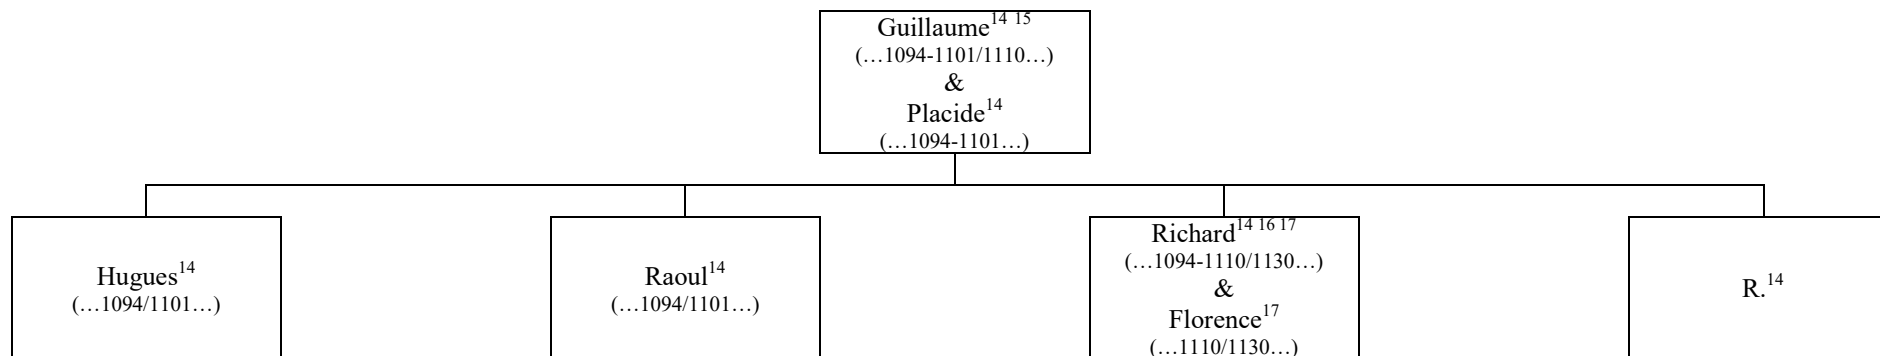 Guillaume14 15
(…1094-1101/1110…)
&
Placide14
(…1094-1101…)
Hugues14
(…1094/1101…)
Raoul14
(…1094/1101…)
Richard14 16 17
(…1094-1110/1130…)
&
Florence17
(…1110/1130…)
R.14